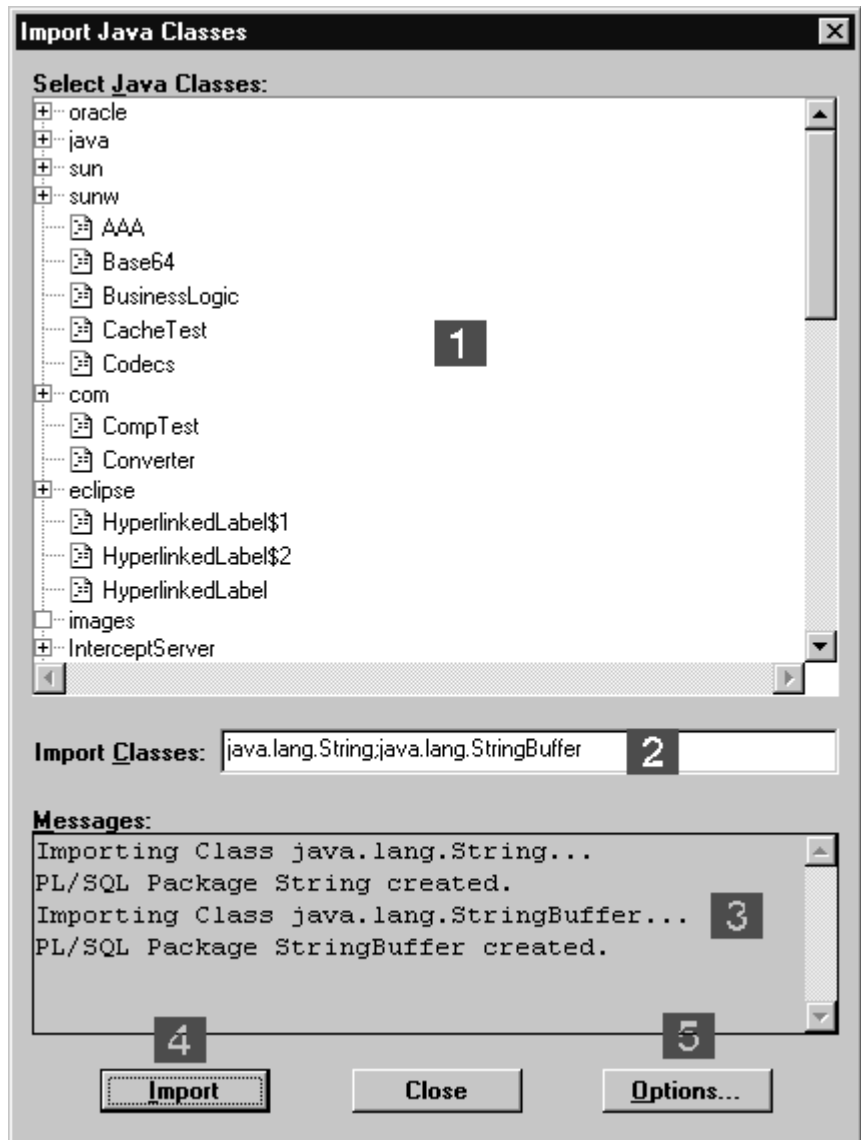 Import Java Classes
Select Java Classes:
oracle
java
sun
sunw
AAA
Base64
BusinessLogic
CacheTest
Codecs
com
CompTest
Converter
eclipse
HyperlinkedLabel$1
HyperlinkedLabel$2
HyperlinkedLabel
images
InterceptServer
1
Import Classes: java.lang.String;java.lang.StringBuffer 2
Messages:
Importing Class java.lang.String...
PL/SQL Package String created.
Importing Class java.lang.StringBuffer...
PL/SQL Package StringBuffer created.
3
4 5
Import Close Options...